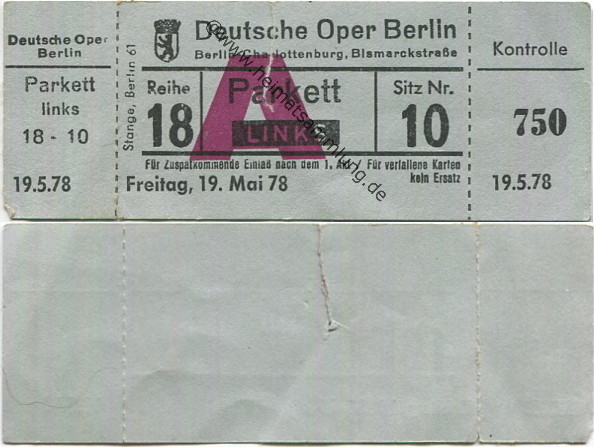 Deutsche Oper
Berlin
Parkett
links
18 - 10
19.5.78
Stange, Berlin 61
Deutsche Oper Berlin
Berlin-Charlottenburg, Bismarckstraße
Reihe
18
A
Parkett
LINKS
Sitz Nr.
10
Für Zuspätkommende Einlaß nach dem 1. Akt
Für verfallene Karten
kein Ersatz
Freitag, 19. Mai 78
Kontrolle
750
19.5.78
©www.heimatsammlung.de